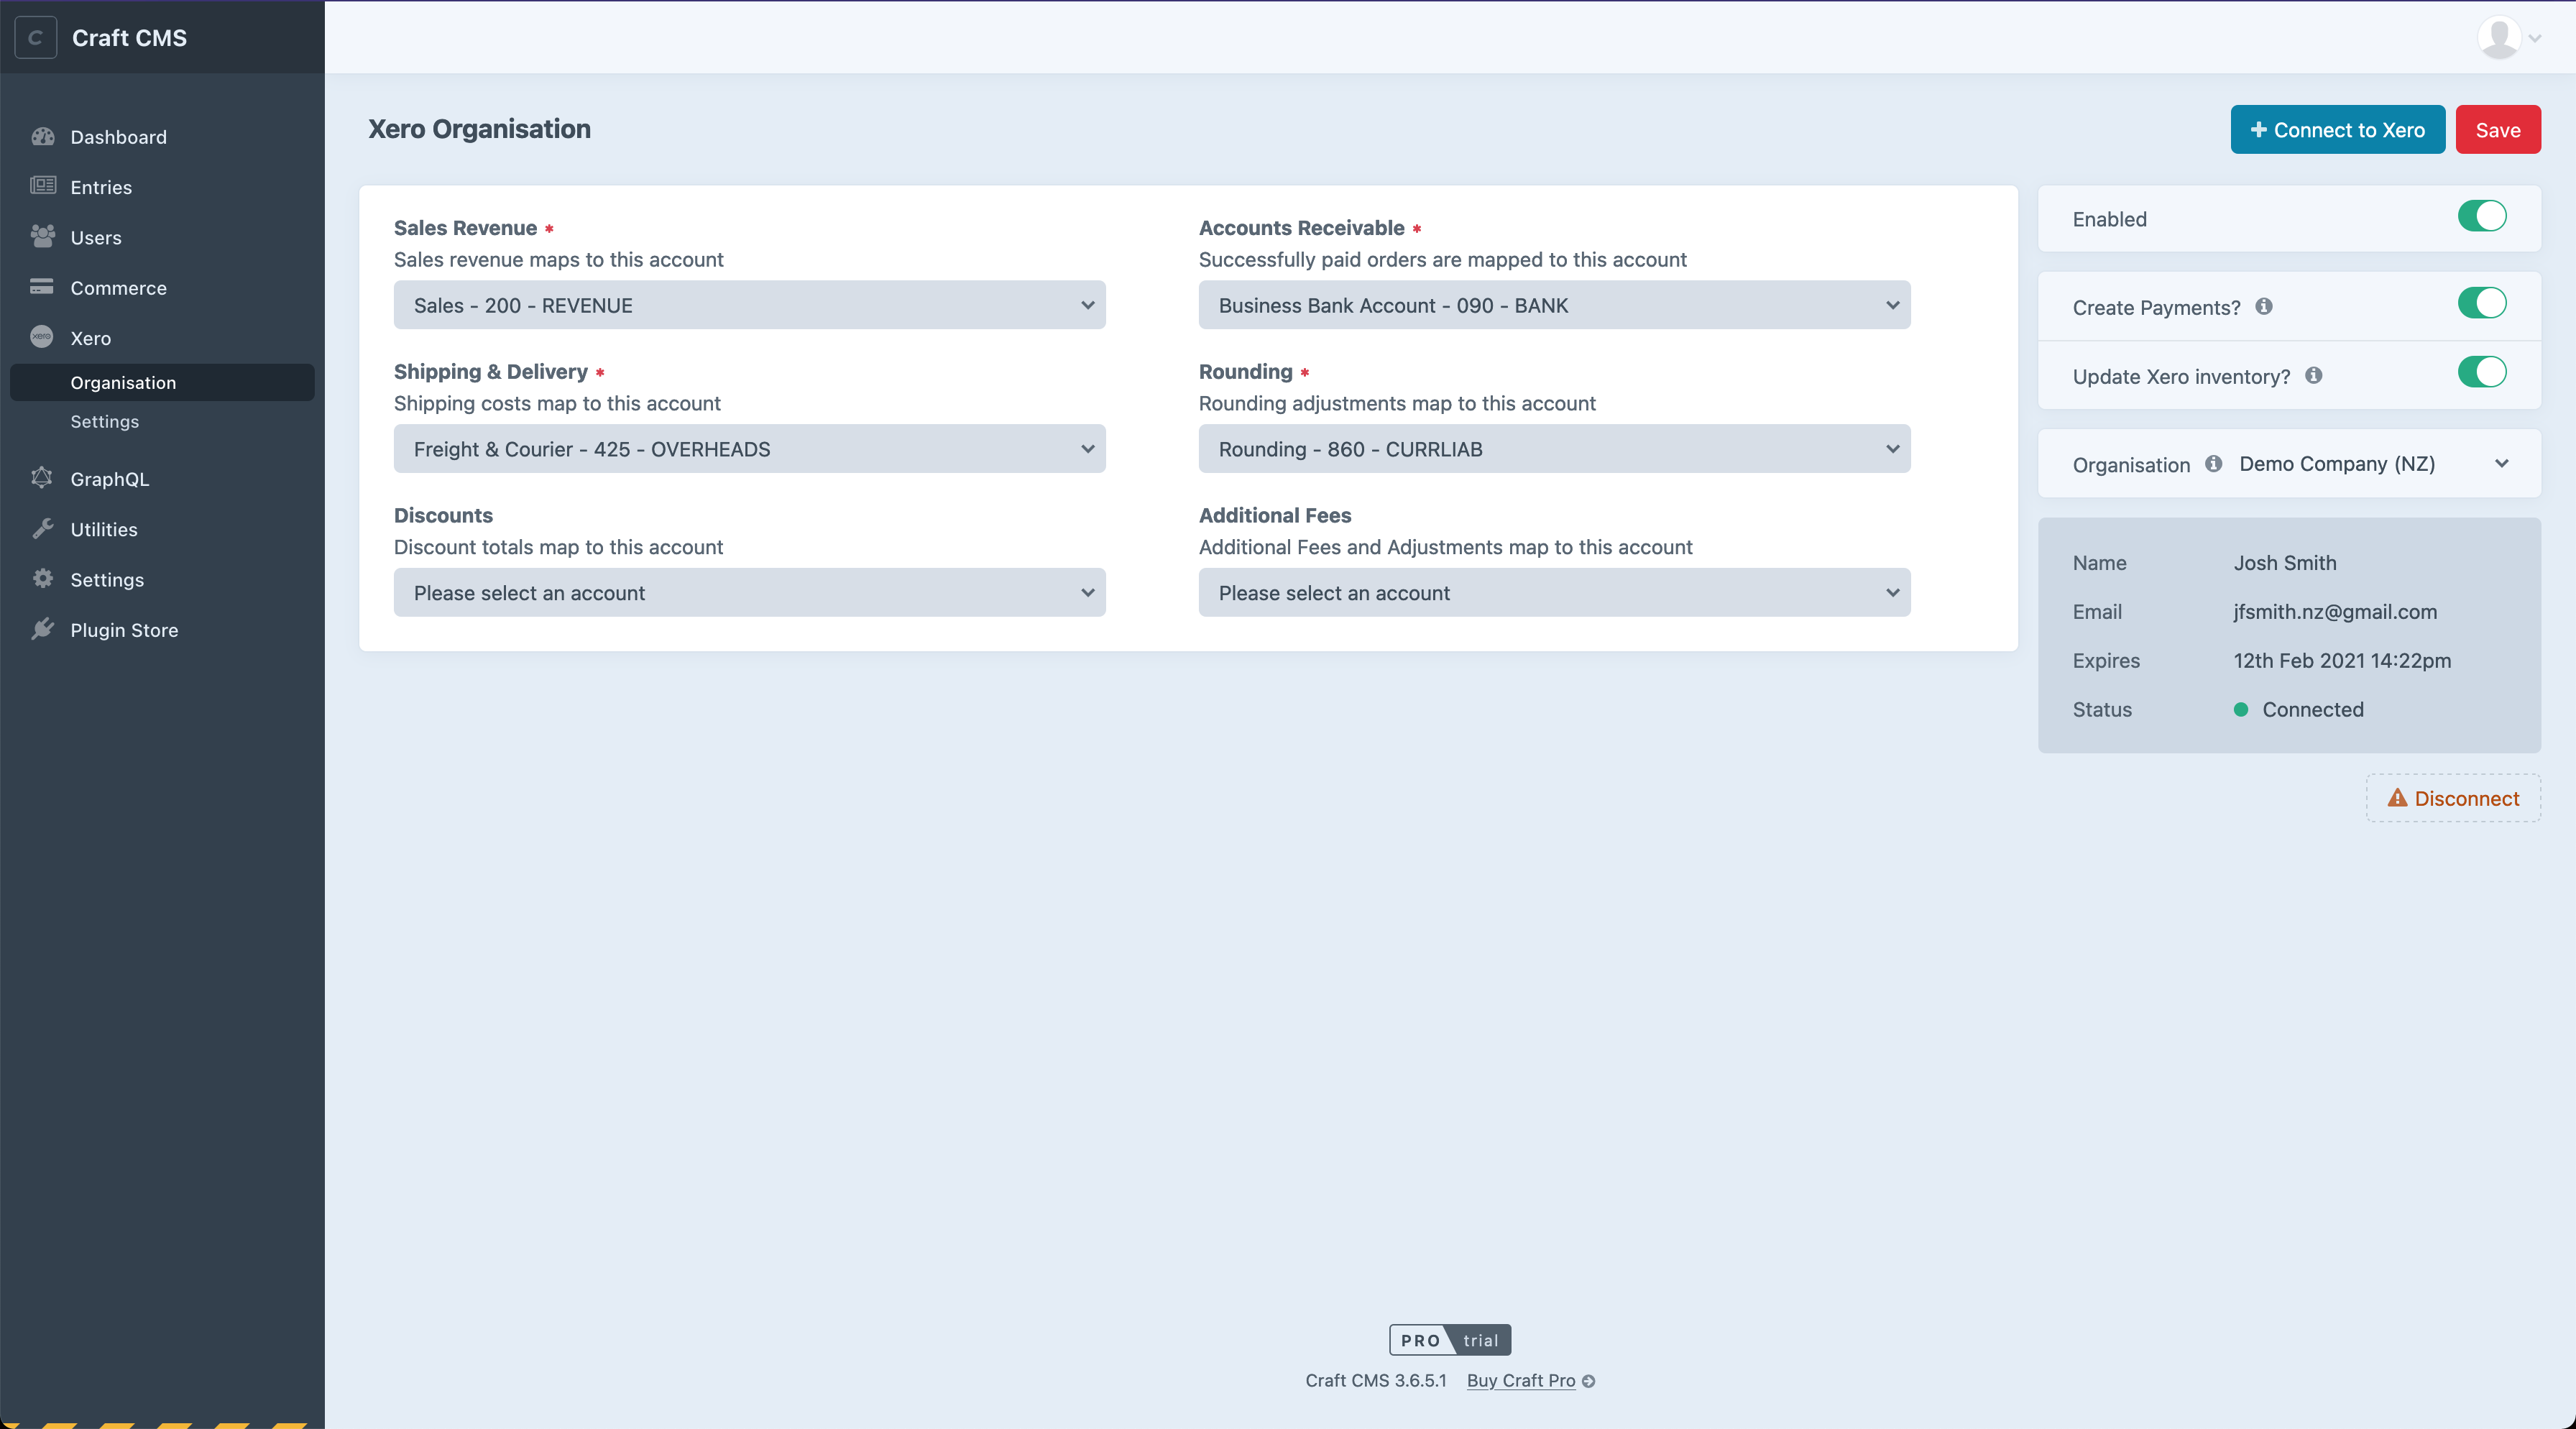 Craft CMS
Dashboard
Entries
Users
Commerce
xero
Xero
Organisation
Settings
GraphQL
Utilities
Settings
Plugin Store
Xero Organisation
Connect to Xero
Save
Sales Revenue *
Sales revenue maps to this account
Sales - 200 - REVENUE
Accounts Receivable *
Successfully paid orders are mapped to this account
Business Bank Account - 090 - BANK
Shipping & Delivery *
Shipping costs map to this account
Freight & Courier - 425 - OVERHEADS
Rounding *
Rounding adjustments map to this account
Rounding - 860 - CURRLIAB
Discounts
Discount totals map to this account
Please select an account
Additional Fees
Additional Fees and Adjustments map to this account
Please select an account
Enabled
Create Payments?
Update Xero inventory?
Organisation Demo Company (NZ)
Name Josh Smith
Email jfsmith.nz@gmail.com
Expires 12th Feb 2021 14:22pm
Status Connected
Disconnect
PRO trial
Craft CMS 3.6.5.1 Buy Craft Pro